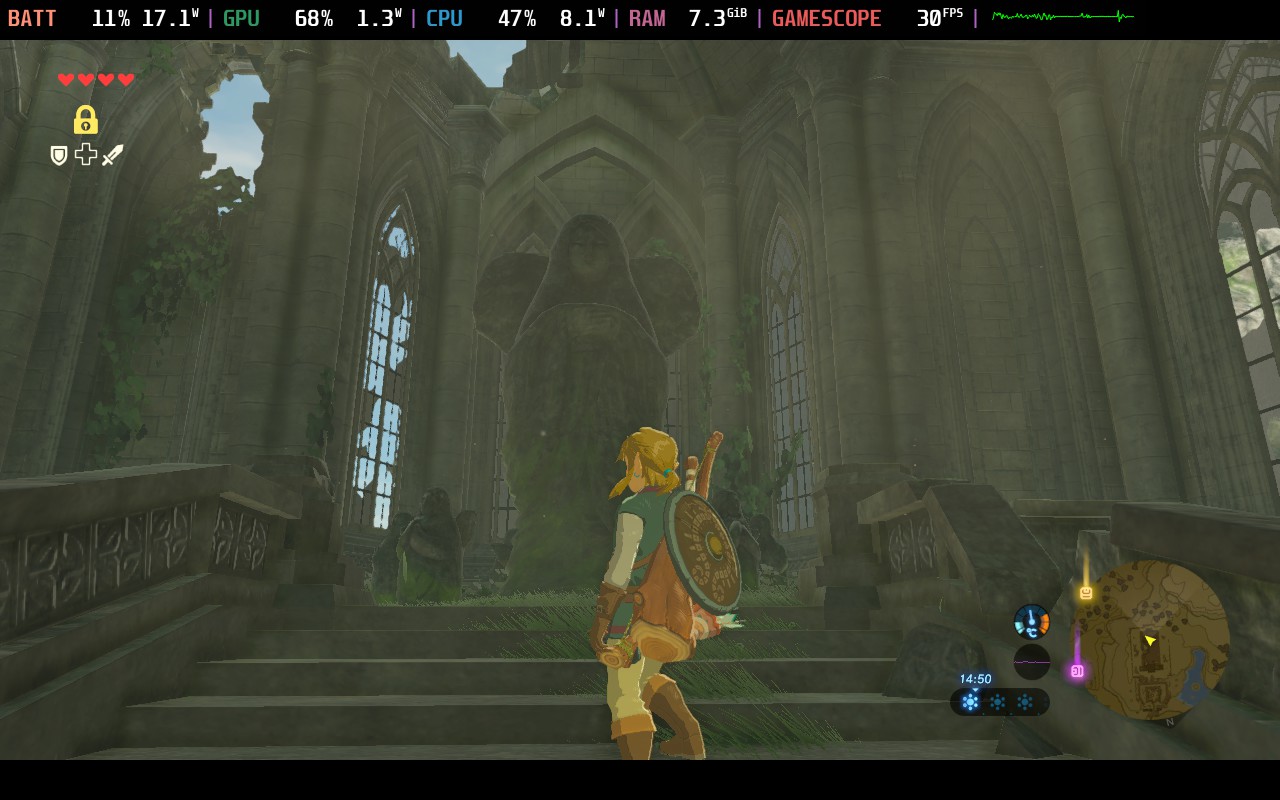 BATT 11% 17.1W | GPU 68% 1.3W | CPU 47% 8.1W | RAM 7.3GiB | GAMESCOPE 30FPS |
°C
14:50
N